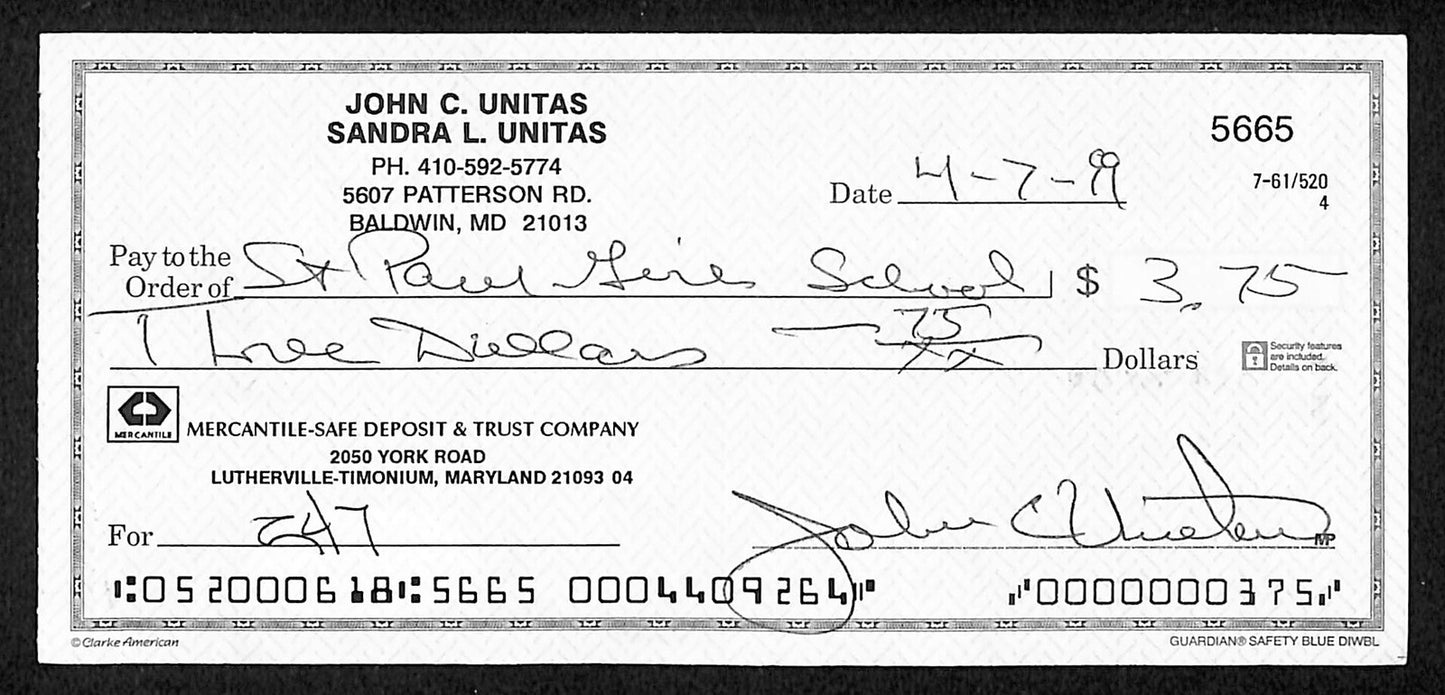 JOHN C. UNITAS
SANDRA L. UNITAS
PH. 410-592-5774
5607 PATTERSON RD.
BALDWIN, MD 21013
5665
7-61/520
4
Date 4-7-99
Pay to the Order of St Paul Girls School $ 3.75
Three Dollars 75/xx Dollars
Security features are included. Details on back.
MERCANTILE
MERCANTILE-SAFE DEPOSIT & TRUST COMPANY
2050 YORK ROAD
LUTHERVILLE-TIMONIUM, MARYLAND 21093 04
For 247
John C Unitas
MP
⑆052000618⑆5665 0004409264⑈ ⑈0000000375⑈
© Clarke American
GUARDIAN® SAFETY BLUE DIWBL